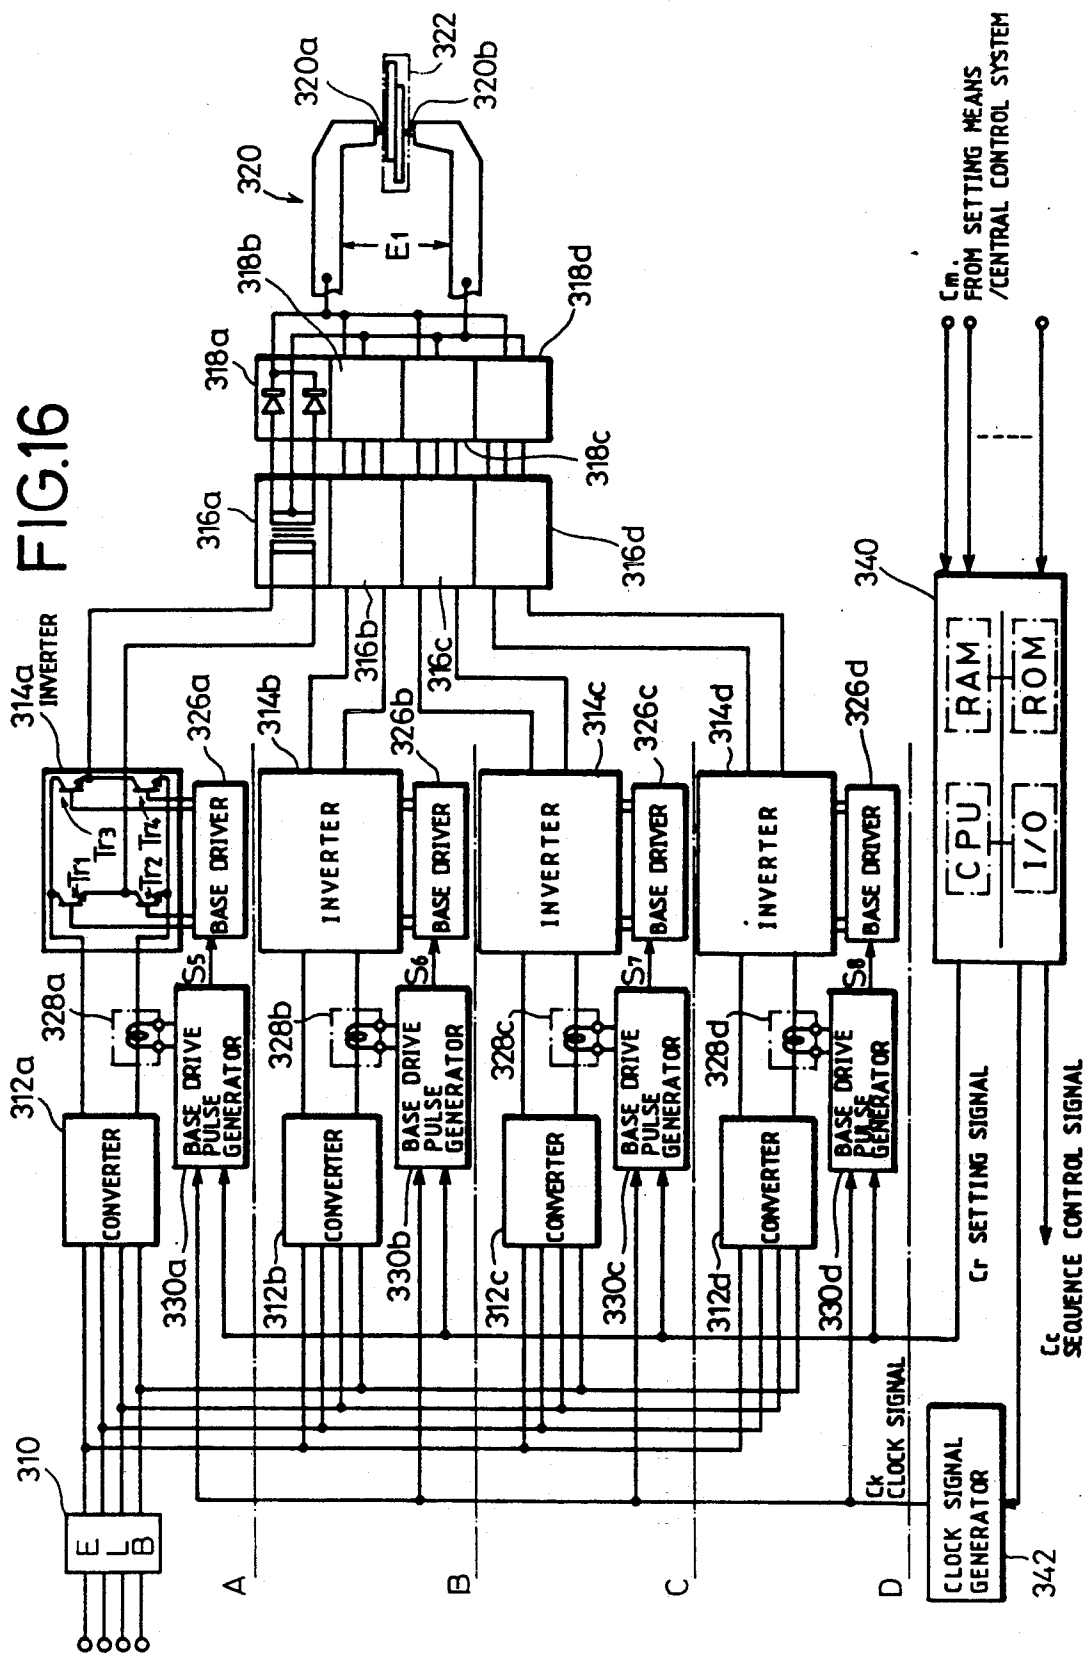 FIG.16
310
E
L
B
312a
CONVERTER
328a
314a
INVERTER
Tr1
Tr3
Tr2
Tr4
326a
BASE DRIVER
S5
330a
BASE DRIVE
PULSE
GENERATOR
A
312b
CONVERTER
328b
314b
INVERTER
326b
BASE DRIVER
S6
330b
BASE DRIVE
PULSE
GENERATOR
B
312c
CONVERTER
328c
314c
INVERTER
326c
BASE DRIVER
S7
330c
BASE DRIVE
PULSE
GENERATOR
C
312d
CONVERTER
328d
314d
INVERTER
326d
BASE DRIVER
S8
330d
BASE DRIVE
PULSE
GENERATOR
D
316a
316b
316c
316d
318a
318b
318c
318d
320
320a
320b
322
E1
Ck
CLOCK SIGNAL
CLOCK SIGNAL
GENERATOR
342
Cr SETTING SIGNAL
Cc
SEQUENCE CONTROL SIGNAL
340
CPU
RAM
I/O
ROM
Cm.
FROM SETTING MEANS
/CENTRAL CONTROL SYSTEM